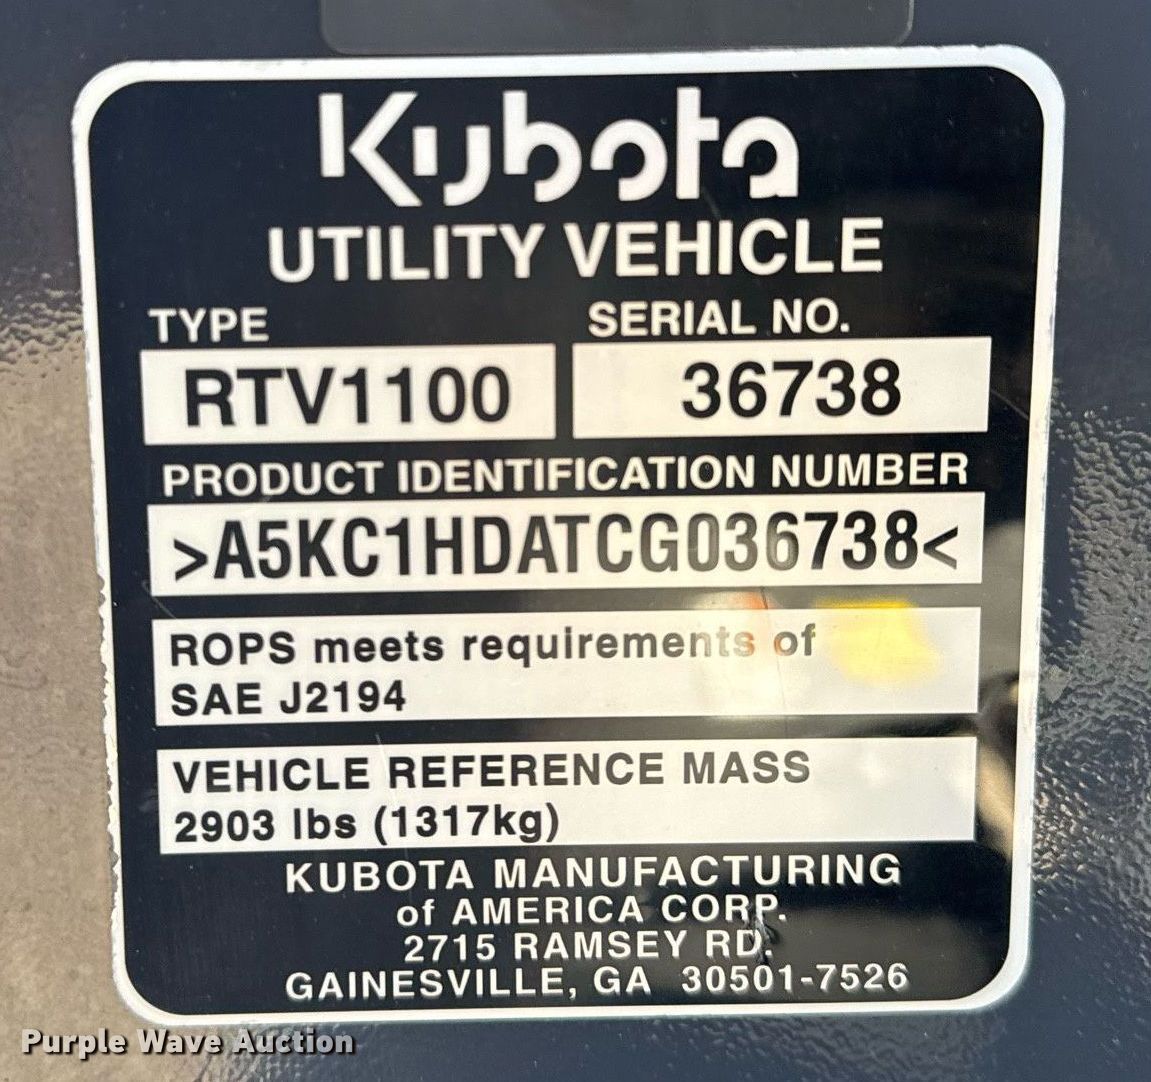 Kubota
UTILITY VEHICLE
TYPE SERIAL NO.
RTV1100 36738
PRODUCT IDENTIFICATION NUMBER
>A5KC1HDATCG036738<
ROPS meets requirements of
SAE J2194
VEHICLE REFERENCE MASS
2903 lbs (1317kg)
KUBOTA MANUFACTURING
of AMERICA CORP.
2715 RAMSEY RD.
GAINESVILLE, GA 30501-7526
Purple Wave Auction